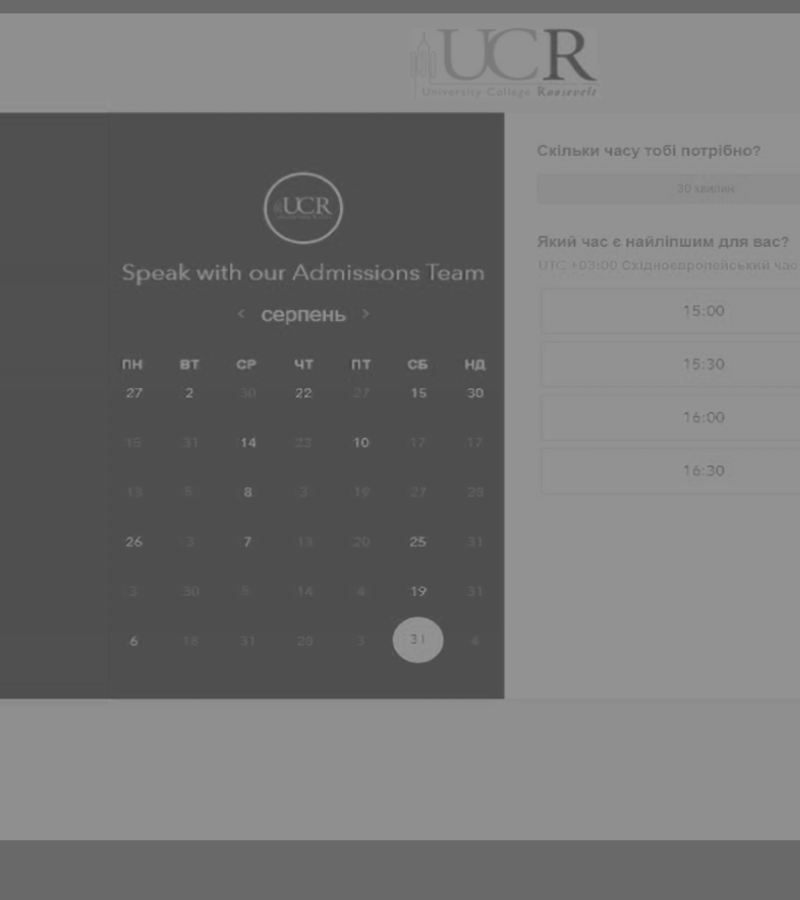 UCR
University College Roosevelt
UCR
Speak with our Admissions Team
< серпень >
ПН ВТ СР ЧТ ПТ СБ НД
27 2 30 22 27 15 30
15 31 14 22 10 17 17
13 5 8 3 19 27 28
26 3 7 13 20 25 31
3 30 5 14 4 19 31
6 18 31 28 3 31 4
Скільки часу тобі потрібно?
30 хвилин
Який час є найліпшим для вас?
UTC +03:00 Східноєвропейський час
15:00
15:30
16:00
16:30